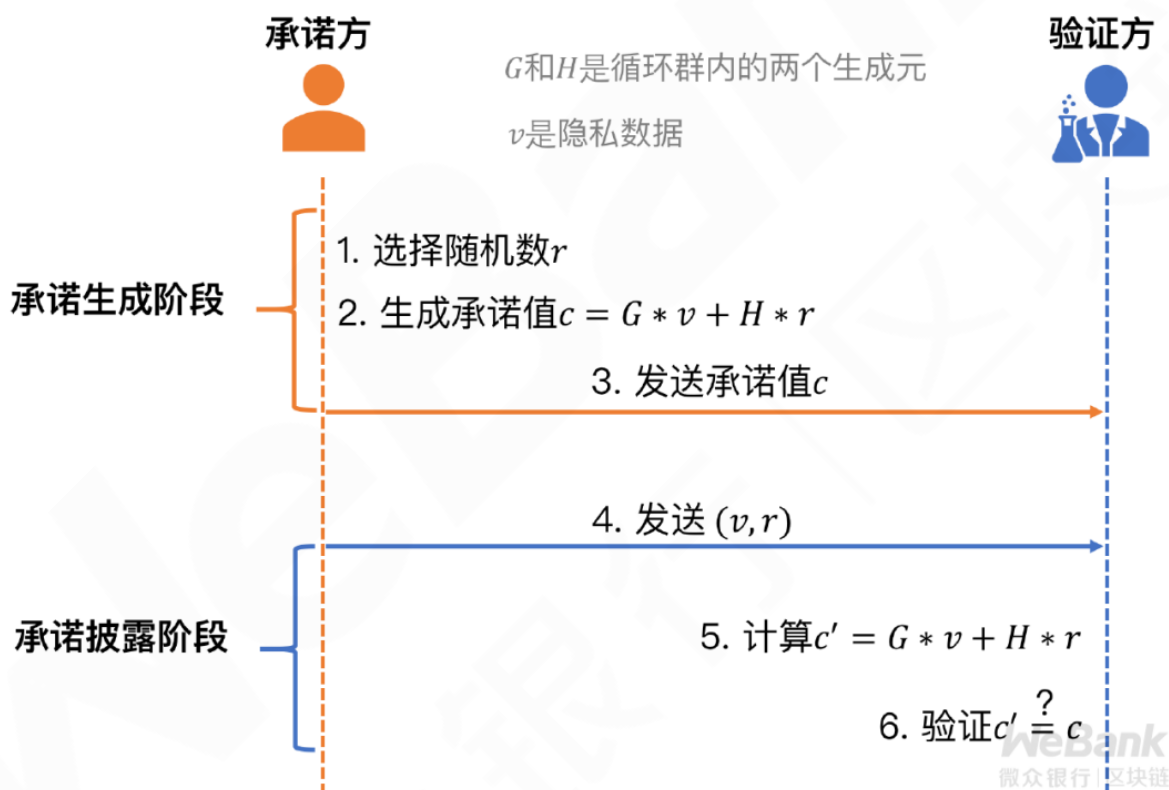 承诺方
验证方
G和H是循环群内的两个生成元
v是隐私数据
承诺生成阶段
1. 选择随机数r
2. 生成承诺值c = G * v + H * r
3. 发送承诺值c
4. 发送 (v, r)
承诺披露阶段
5. 计算c′ = G * v + H * r
6. 验证c′ ≟ c
WeBank
微众银行|区块链